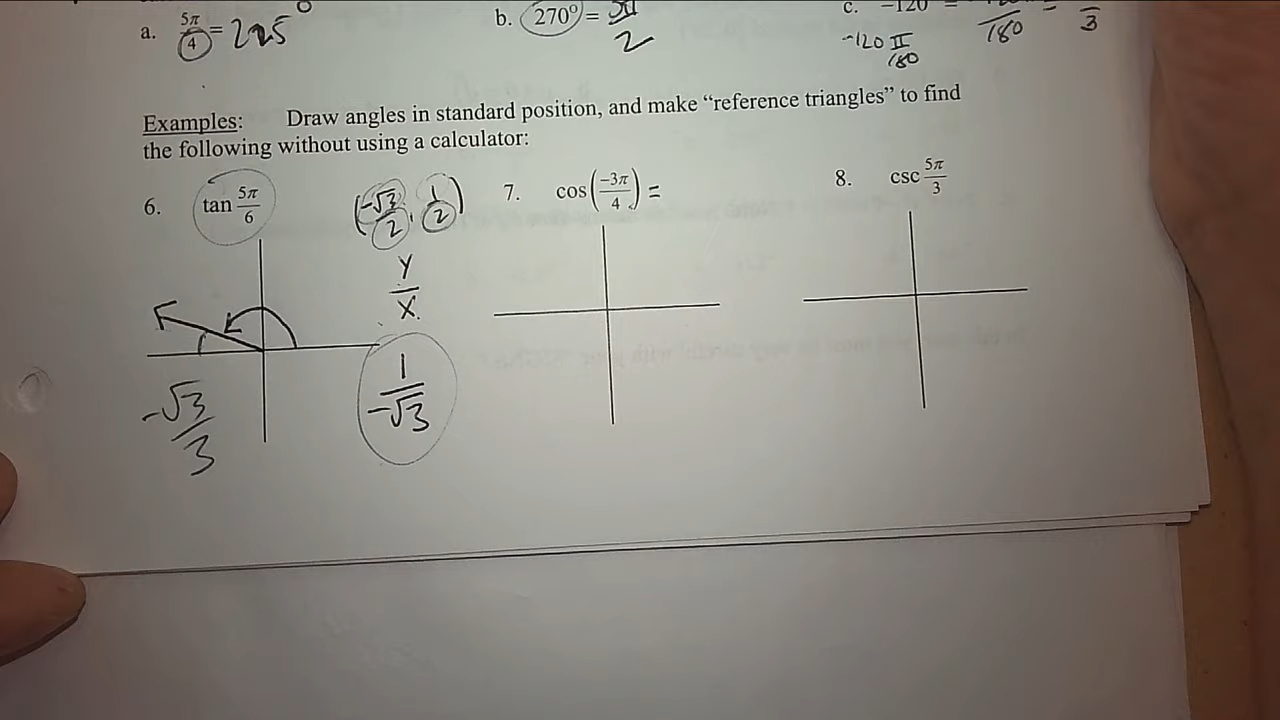 a. 5π/4 = 225°
b. 270° = 3π/2
c. −120 =
-120 π/180
180
3
Examples: Draw angles in standard position, and make “reference triangles” to find
the following without using a calculator:
6. tan 5π/6
(-√3/2, 1/2)
7. cos(−3π/4) =
8. csc 5π/3
Y/X
1/-√3
-√3/3